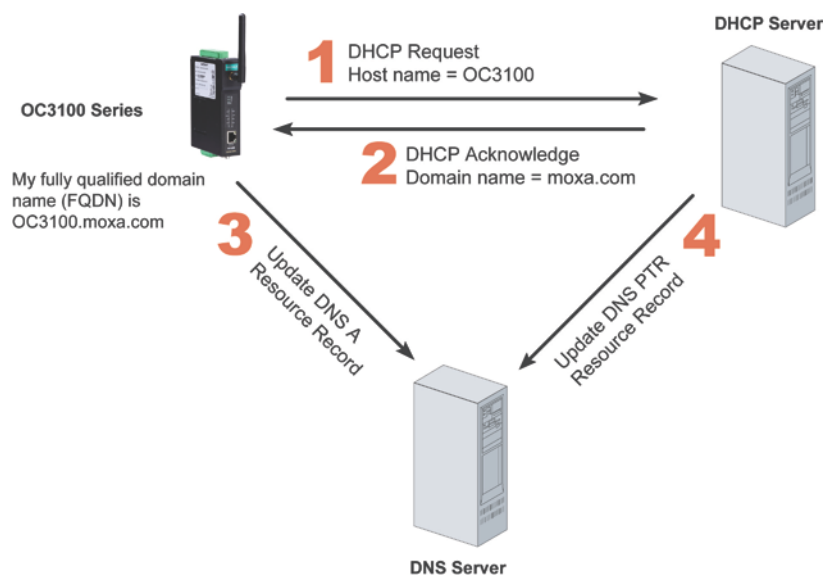 DHCP Server
1
DHCP Request
Host name = OC3100
OC3100 Series
2
DHCP Acknowledge
Domain name = moxa.com
My fully qualified domain
name (FQDN) is
OC3100.moxa.com
3
Update DNS A
Resource Record
4
Update DNS PTR
Resource Record
DNS Server